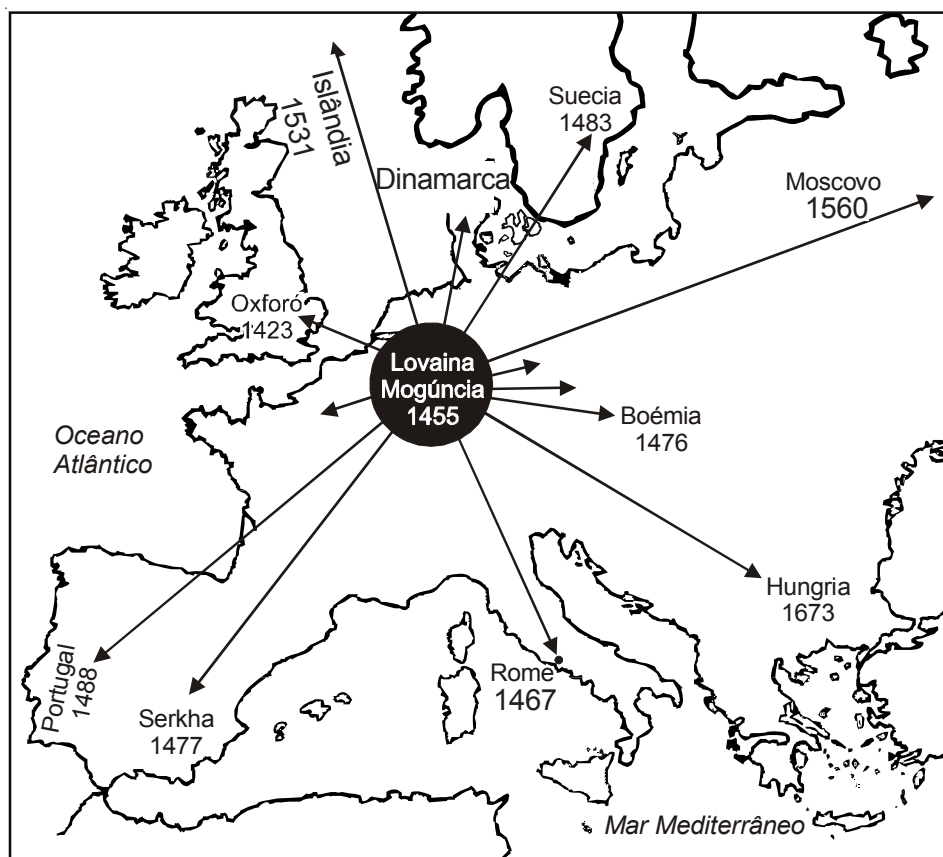 Islândia
1531
Suecia
1483
Dinamarca
Moscovo
1560
Oxforó
1423
Lovaina
Mogúncia
1455
Boémia
1476
Oceano
Atlântico
Hungria
1673
Portugal
1488
Serkha
1477
Rome
1467
Mar Mediterrâneo